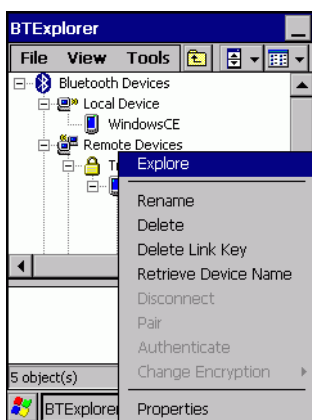 BTExplorer
File View Tools
Bluetooth Devices
Local Device
WindowsCE
Remote Devices
Explore
Rename
Delete
Delete Link Key
Retrieve Device Name
Disconnect
Pair
Authenticate
Change Encryption
Properties
5 object(s)
BTExplorer